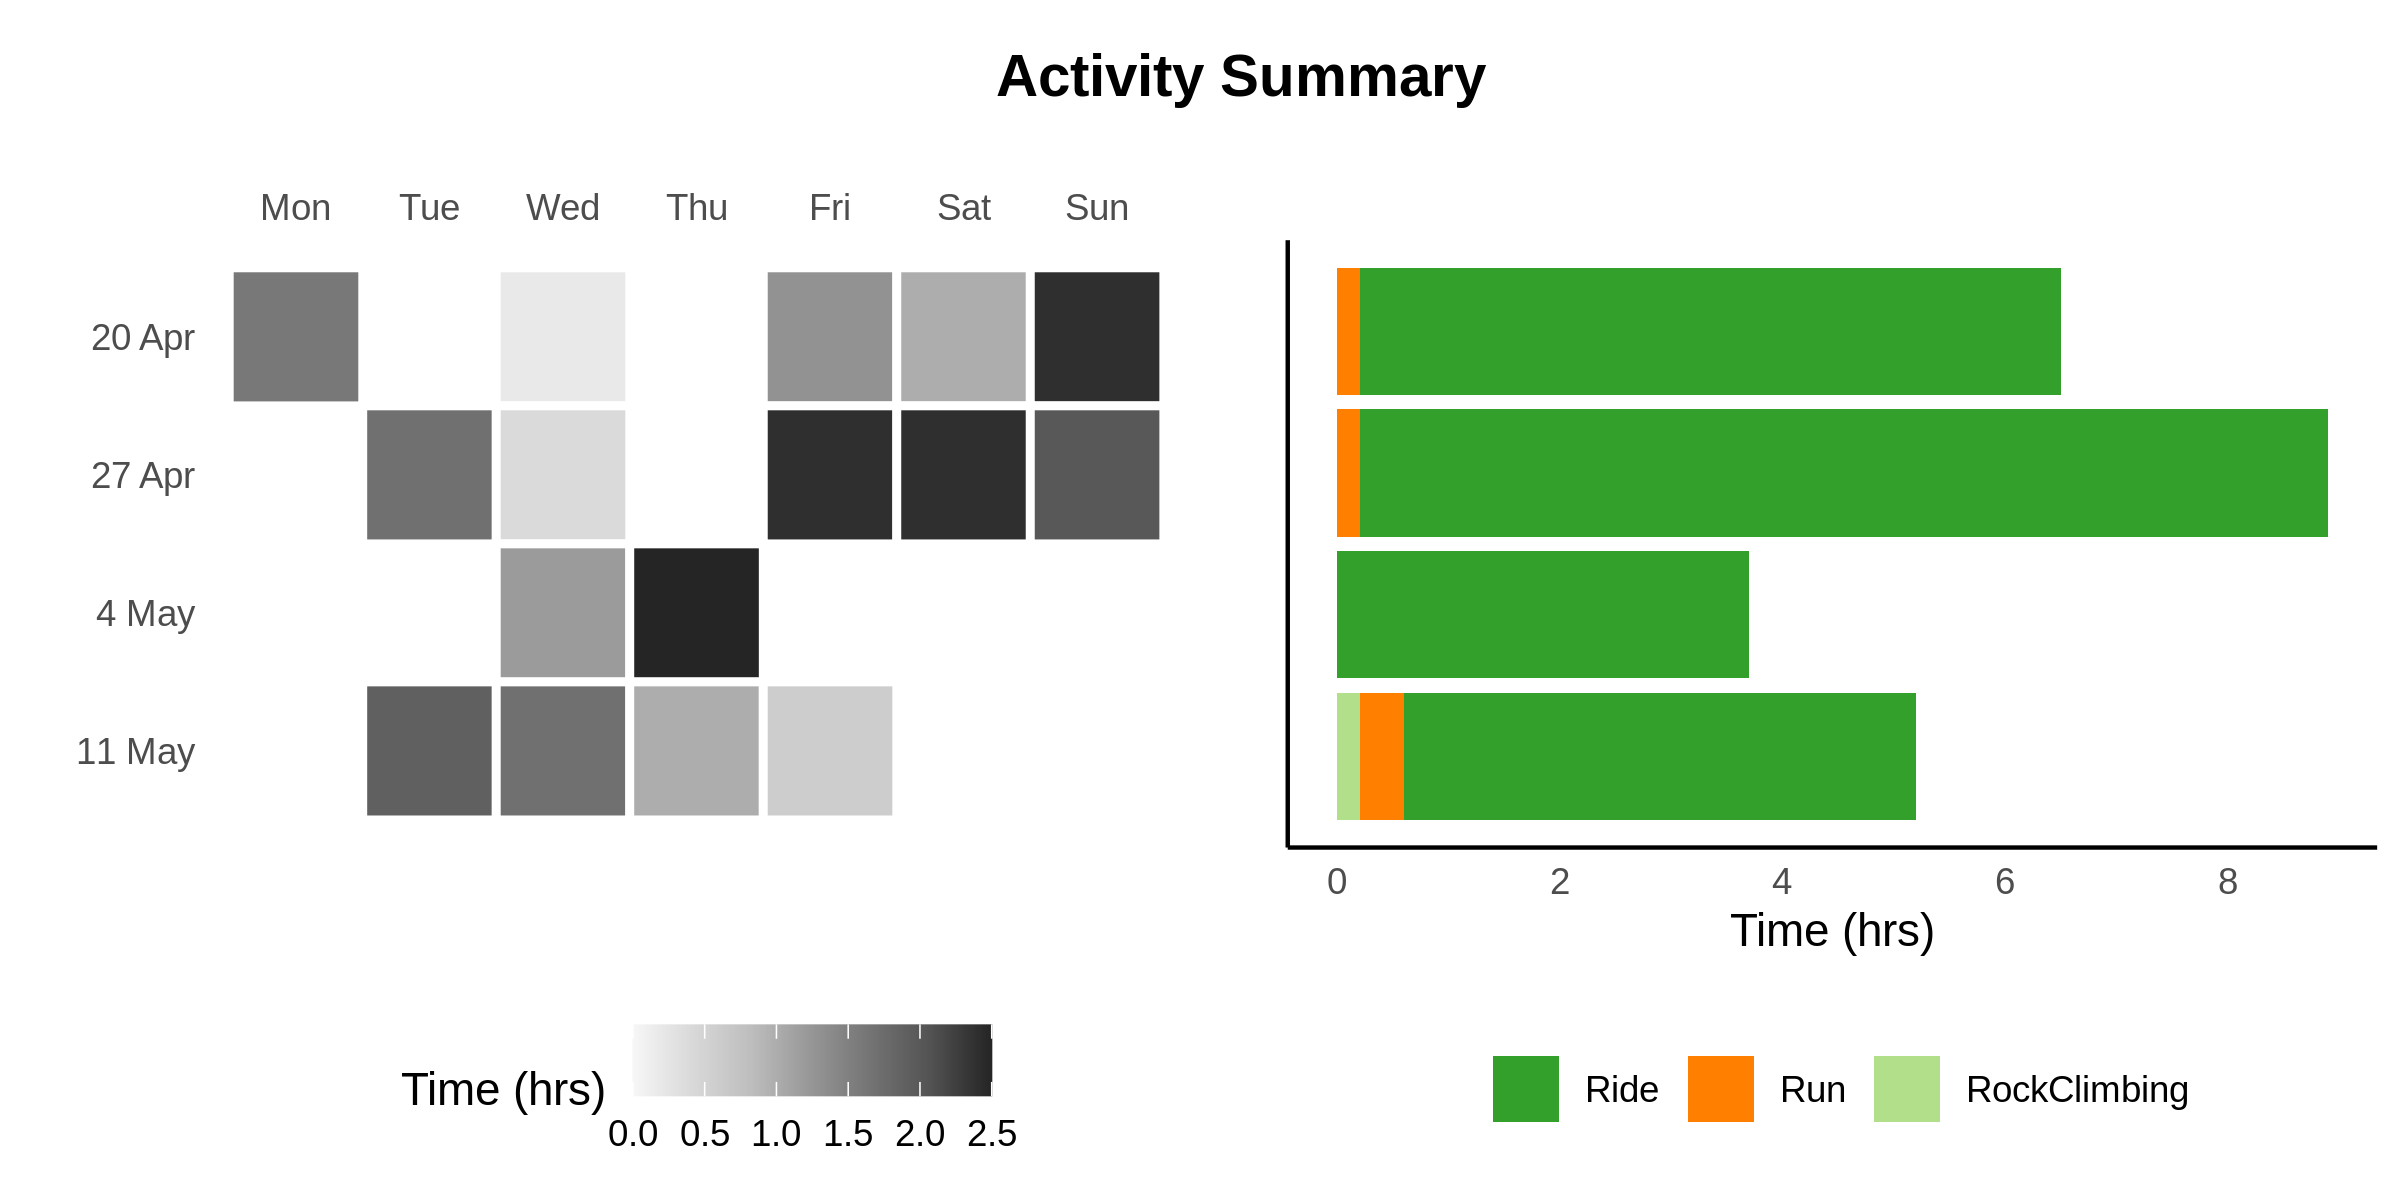 Activity Summary
Mon Tue Wed Thu Fri Sat Sun
20 Apr
27 Apr
4 May
11 May
0 2 4 6 8
Time (hrs)
Time (hrs)
0.0 0.5 1.0 1.5 2.0 2.5
Ride Run RockClimbing